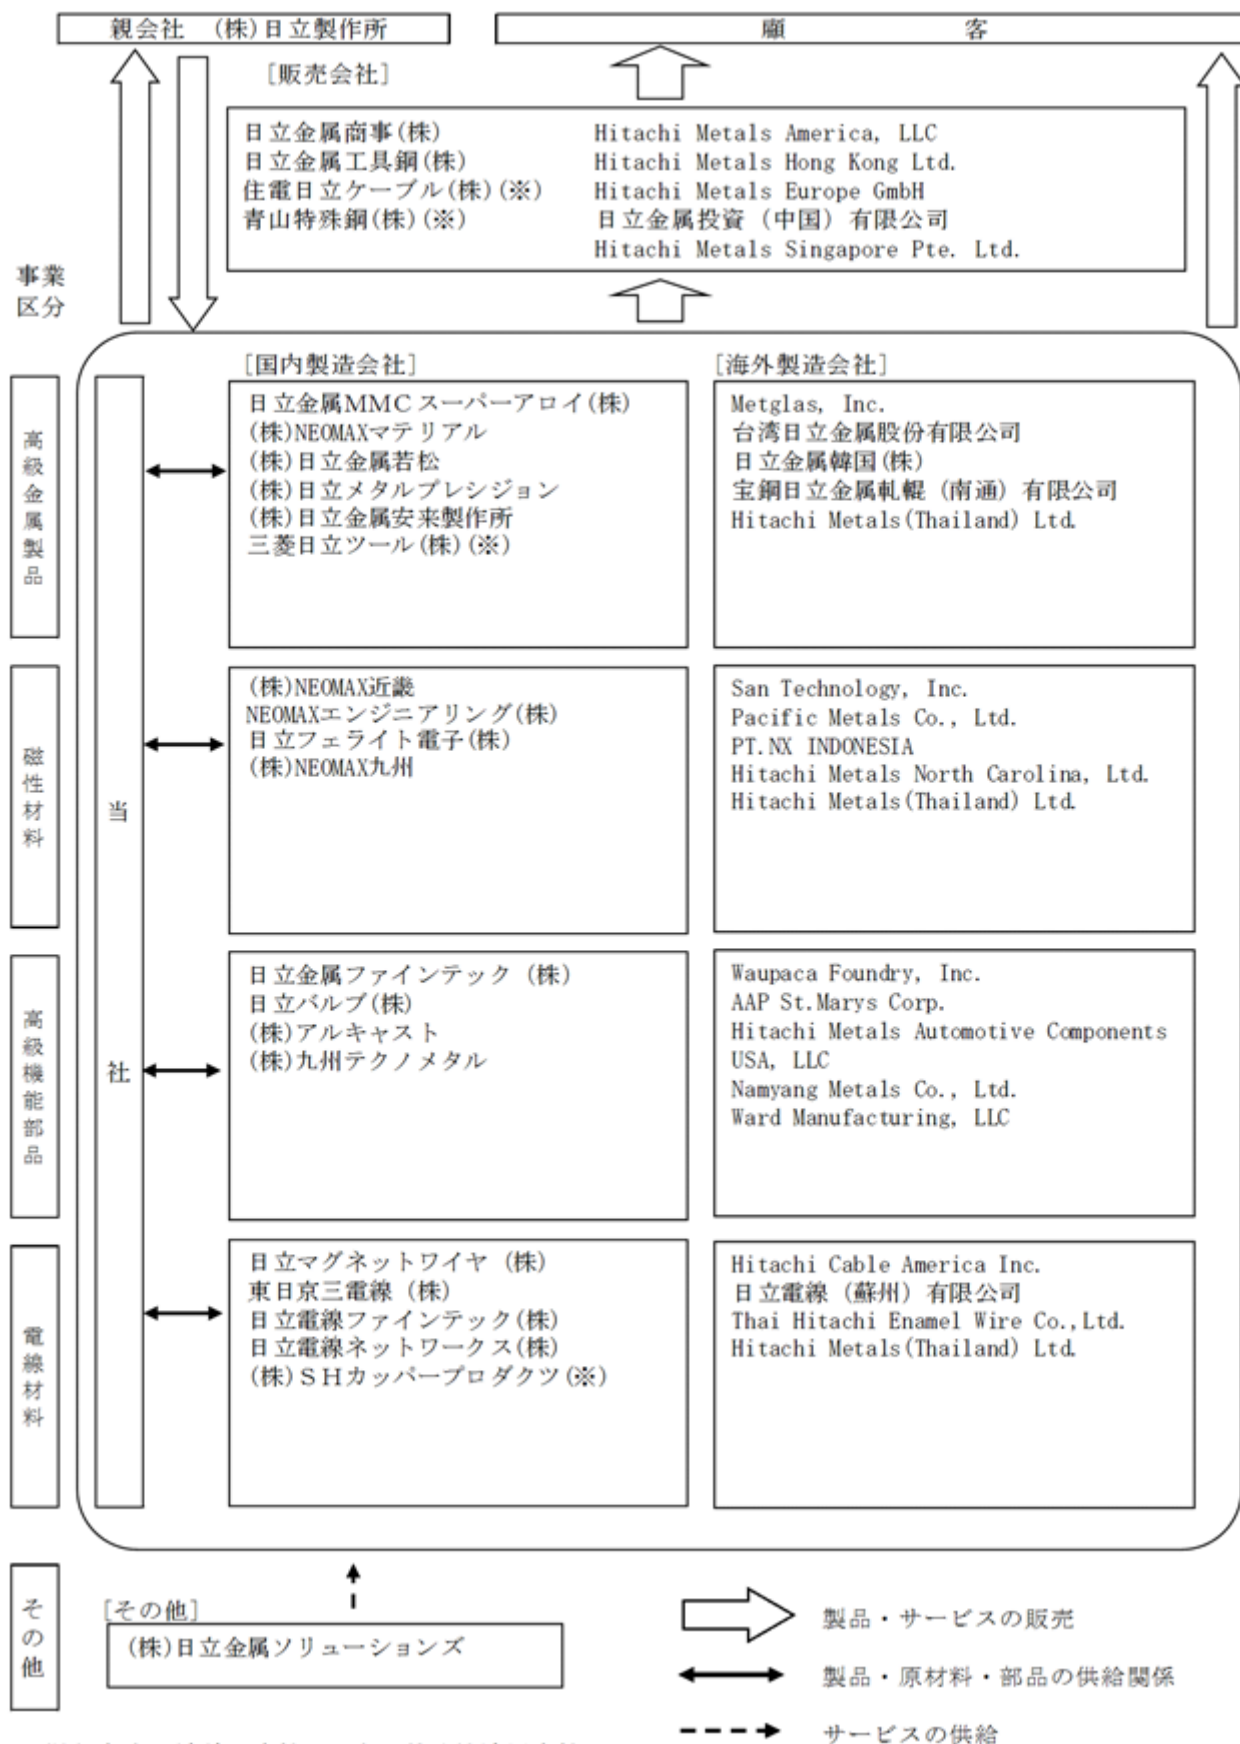 親会社 (株)日立製作所
顧 客
[販売会社]
日立金属商事(株)
日立金属工具鋼(株)
住電日立ケーブル(株)(※)
青山特殊鋼(株)(※)
Hitachi Metals America, LLC
Hitachi Metals Hong Kong Ltd.
Hitachi Metals Europe GmbH
日立金属投資（中国）有限公司
Hitachi Metals Singapore Pte. Ltd.
事業
区分
当社
[国内製造会社]
[海外製造会社]
高級金属製品
日立金属MMCスーパーアロイ(株)
(株)NEOMAXマテリアル
(株)日立金属若松
(株)日立メタルプレシジョン
(株)日立金属安来製作所
三菱日立ツール(株)(※)
Metglas, Inc.
台湾日立金属股份有限公司
日立金属韓国(株)
宝鋼日立金属軋輥（南通）有限公司
Hitachi Metals(Thailand) Ltd.
磁性材料
(株)NEOMAX近畿
NEOMAXエンジニアリング(株)
日立フェライト電子(株)
(株)NEOMAX九州
San Technology, Inc.
Pacific Metals Co., Ltd.
PT.NX INDONESIA
Hitachi Metals North Carolina, Ltd.
Hitachi Metals(Thailand) Ltd.
高級機能部品
日立金属ファインテック（株）
日立バルブ(株)
(株)アルキャスト
(株)九州テクノメタル
Waupaca Foundry, Inc.
AAP St.Marys Corp.
Hitachi Metals Automotive Components
USA, LLC
Namyang Metals Co., Ltd.
Ward Manufacturing, LLC
電線材料
日立マグネットワイヤ（株）
東日京三電線（株）
日立電線ファインテック(株)
日立電線ネットワークス(株)
(株)ＳＨカッパープロダクツ(※)
Hitachi Cable America Inc.
日立電線（蘇州）有限公司
Thai Hitachi Enamel Wire Co.,Ltd.
Hitachi Metals(Thailand) Ltd.
その他
[その他]
(株)日立金属ソリューションズ
製品・サービスの販売
製品・原材料・部品の供給関係
サービスの供給